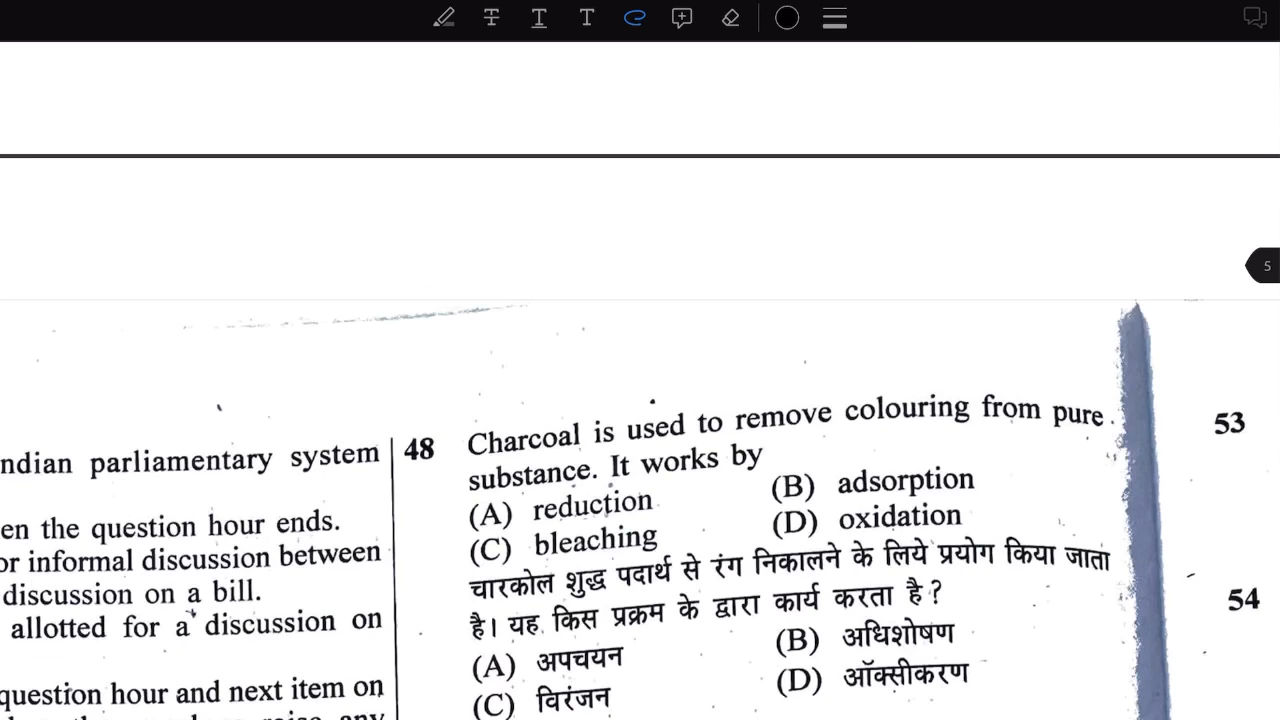 5
ndian parliamentary system
en the question hour ends.
or informal discussion between
discussion on a bill.
allotted for a discussion on
question hour and next item on
48 Charcoal is used to remove colouring from pure
substance. It works by
(A) reduction (B) adsorption
(C) bleaching (D) oxidation
चारकोल शुद्ध पदार्थ से रंग निकालने के लिये प्रयोग किया जाता
है। यह किस प्रक्रम के द्वारा कार्य करता है ?
(A) अपचयन (B) अधिशोषण
(C) विरंजन (D) ऑक्सीकरण
53
54